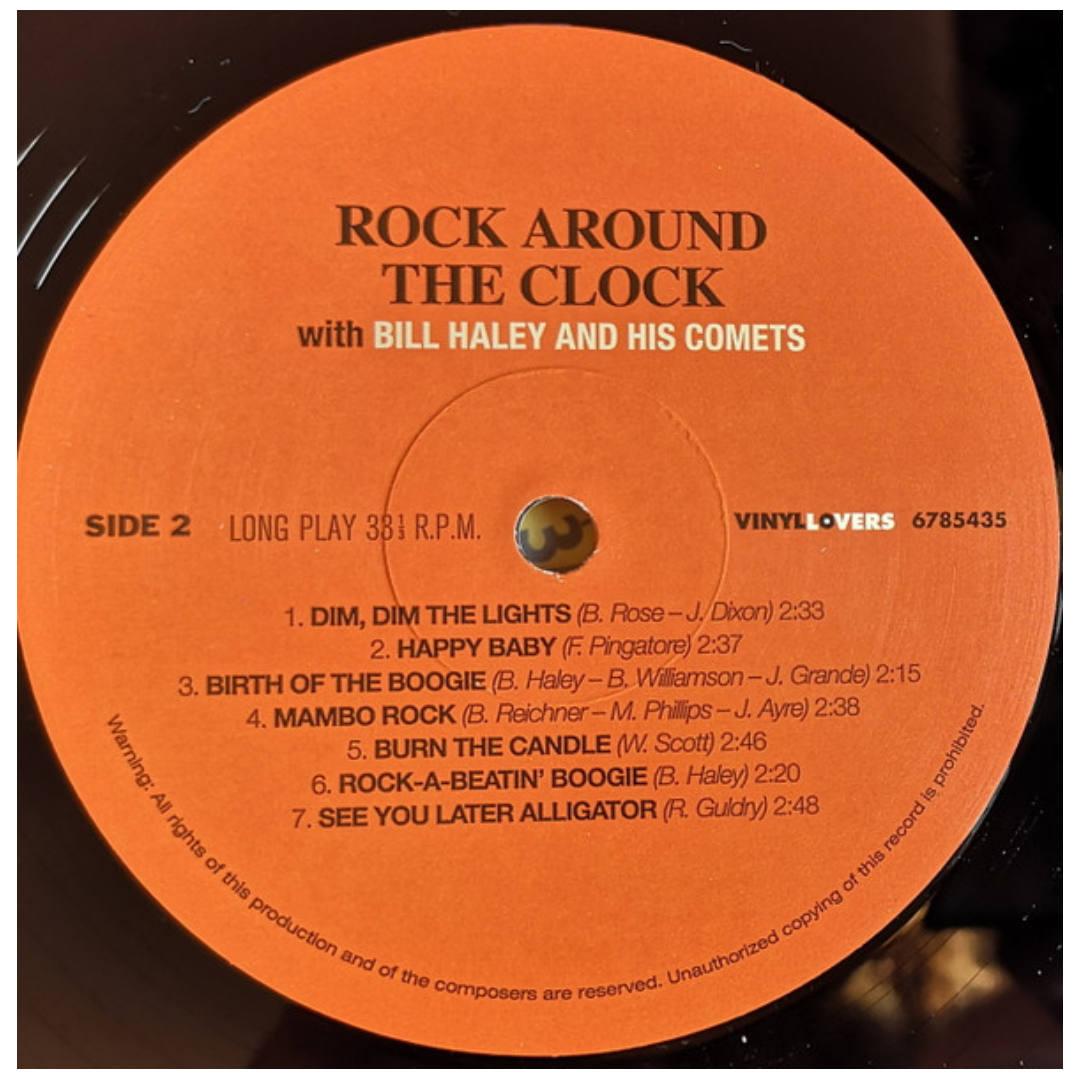 ROCK AROUND
THE CLOCK
with BILL HALEY AND HIS COMETS
SIDE 2 LONG PLAY 33⅓ R.P.M. VINYLLOVERS 6785435
1. DIM, DIM THE LIGHTS (B. Rose – J. Dixon) 2:33
2. HAPPY BABY (F. Pingatore) 2:37
3. BIRTH OF THE BOOGIE (B. Haley – B. Williamson – J. Grande) 2:15
4. MAMBO ROCK (B. Reichner – M. Phillips – J. Ayre) 2:38
5. BURN THE CANDLE (W. Scott) 2:46
6. ROCK-A-BEATIN' BOOGIE (B. Haley) 2:20
7. SEE YOU LATER ALLIGATOR (R. Guldry) 2:48
Warning: All rights of this production and of the composers are reserved. Unauthorized copying of this record is prohibited.